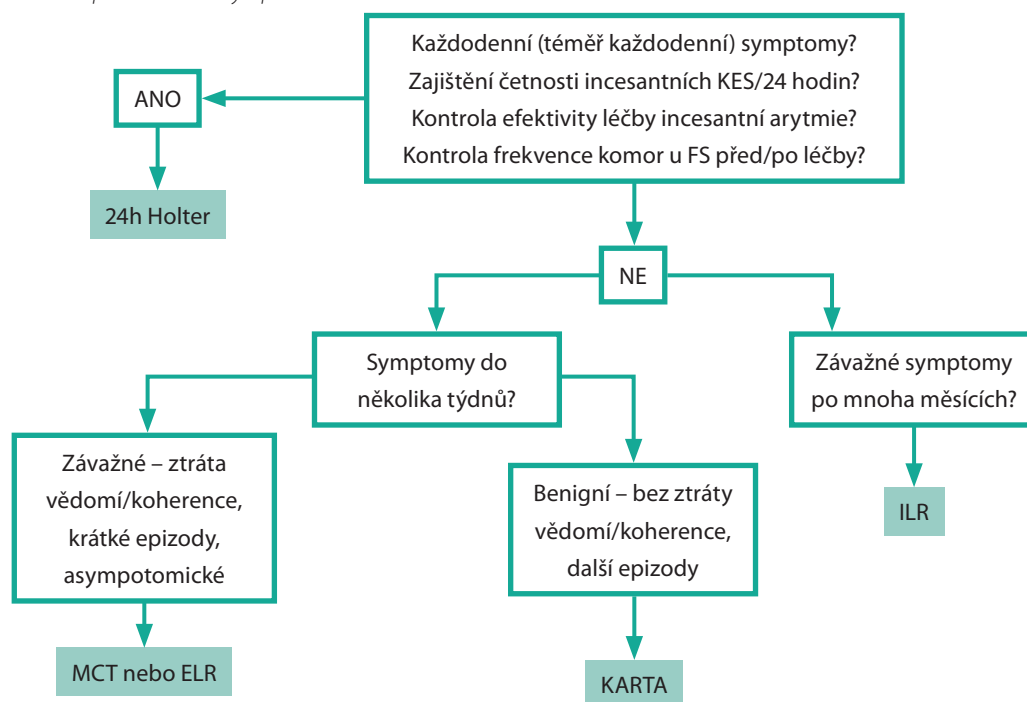 Každodenní (téměř každodenní) symptomy?
Zajištění četnosti incesantních KES/24 hodin?
Kontrola efektivity léčby incesantní arytmie?
Kontrola frekvence komor u FS před/po léčby?
ANO
24h Holter
NE
Symptomy do
několika týdnů?
Závažné symptomy
po mnoha měsících?
Závažné – ztráta
vědomí/koherence,
krátké epizody,
asympotomické
Benigní – bez ztráty
vědomí/koherence,
další epizody
ILR
MCT nebo ELR
KARTA